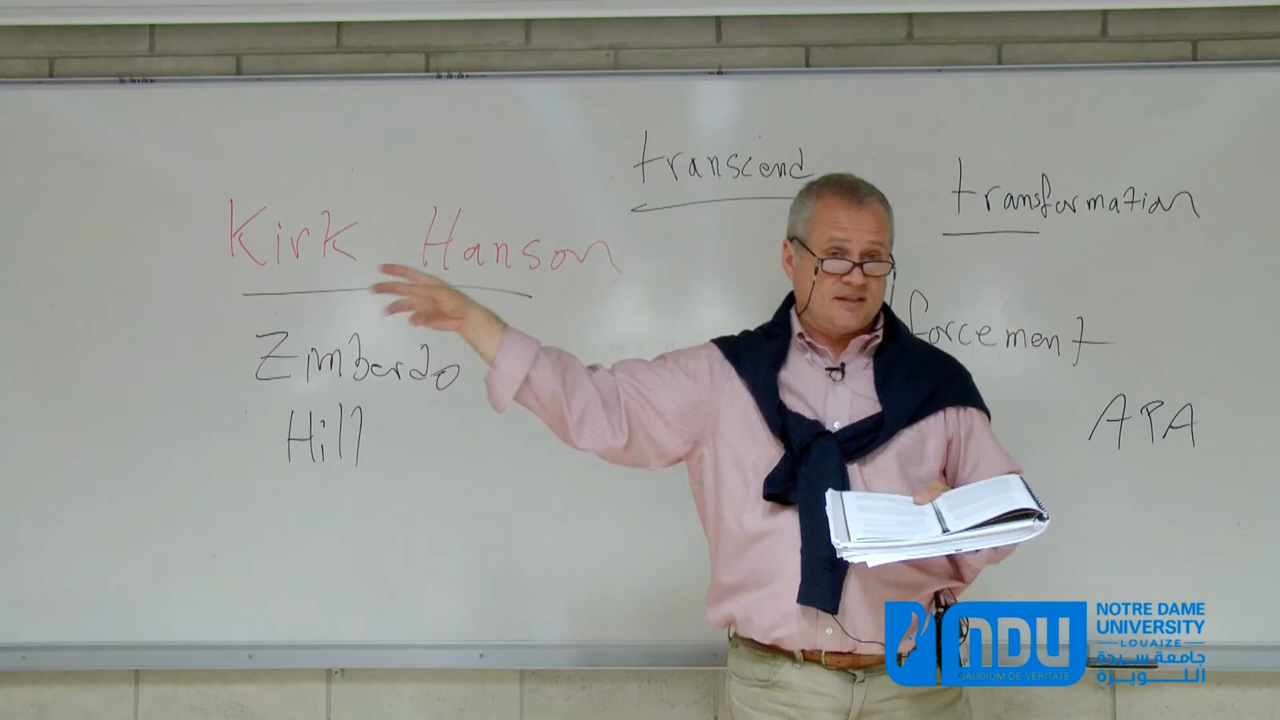 transcend
transformation
Kirk Hanson
forcement
Zimbardo
APA
Hill
NDU
GAUDIUM DE VERITATE
NOTRE DAME
UNIVERSITY
LOUAIZE
جامعة سيدة
اللويزة